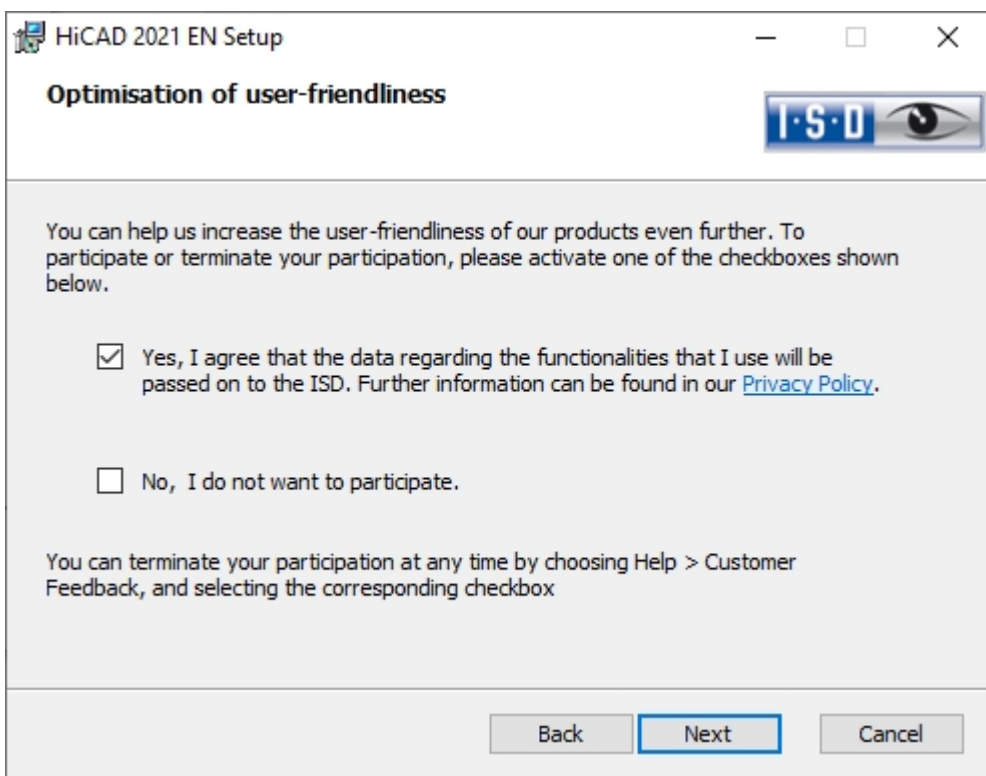 HiCAD 2021 EN Setup
Optimisation of user-friendliness
I·S·D
You can help us increase the user-friendliness of our products even further. To
participate or terminate your participation, please activate one of the checkboxes shown
below.
Yes, I agree that the data regarding the functionalities that I use will be
passed on to the ISD. Further information can be found in our Privacy Policy.
No, I do not want to participate.
You can terminate your participation at any time by choosing Help > Customer
Feedback, and selecting the corresponding checkbox
Back Next Cancel